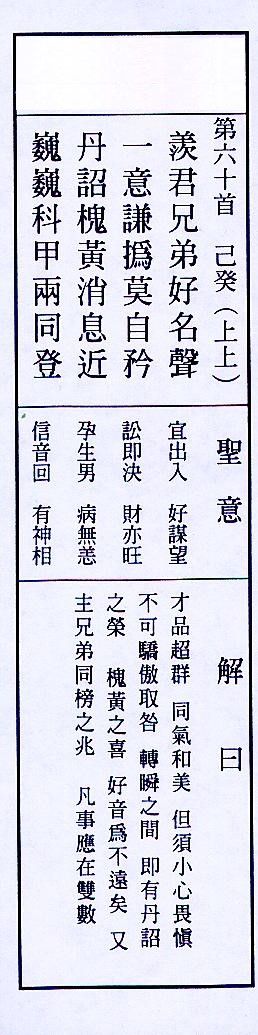 第六十首　己癸（上上）
羨君兄弟好名聲
一意謙撝莫自矜
丹詔槐黃消息近
巍巍科甲兩同登
聖意
宜出入　好謀望
訟即決　財亦旺
孕生男　病無恙
信音回　有神相
解曰
才品超群　同氣和美　但須小心畏慎
不可驕傲取咎　轉瞬之間　即有丹詔
之榮　槐黃之喜　好音為不遠矣　又
主兄弟同榜之兆　凡事應在雙數